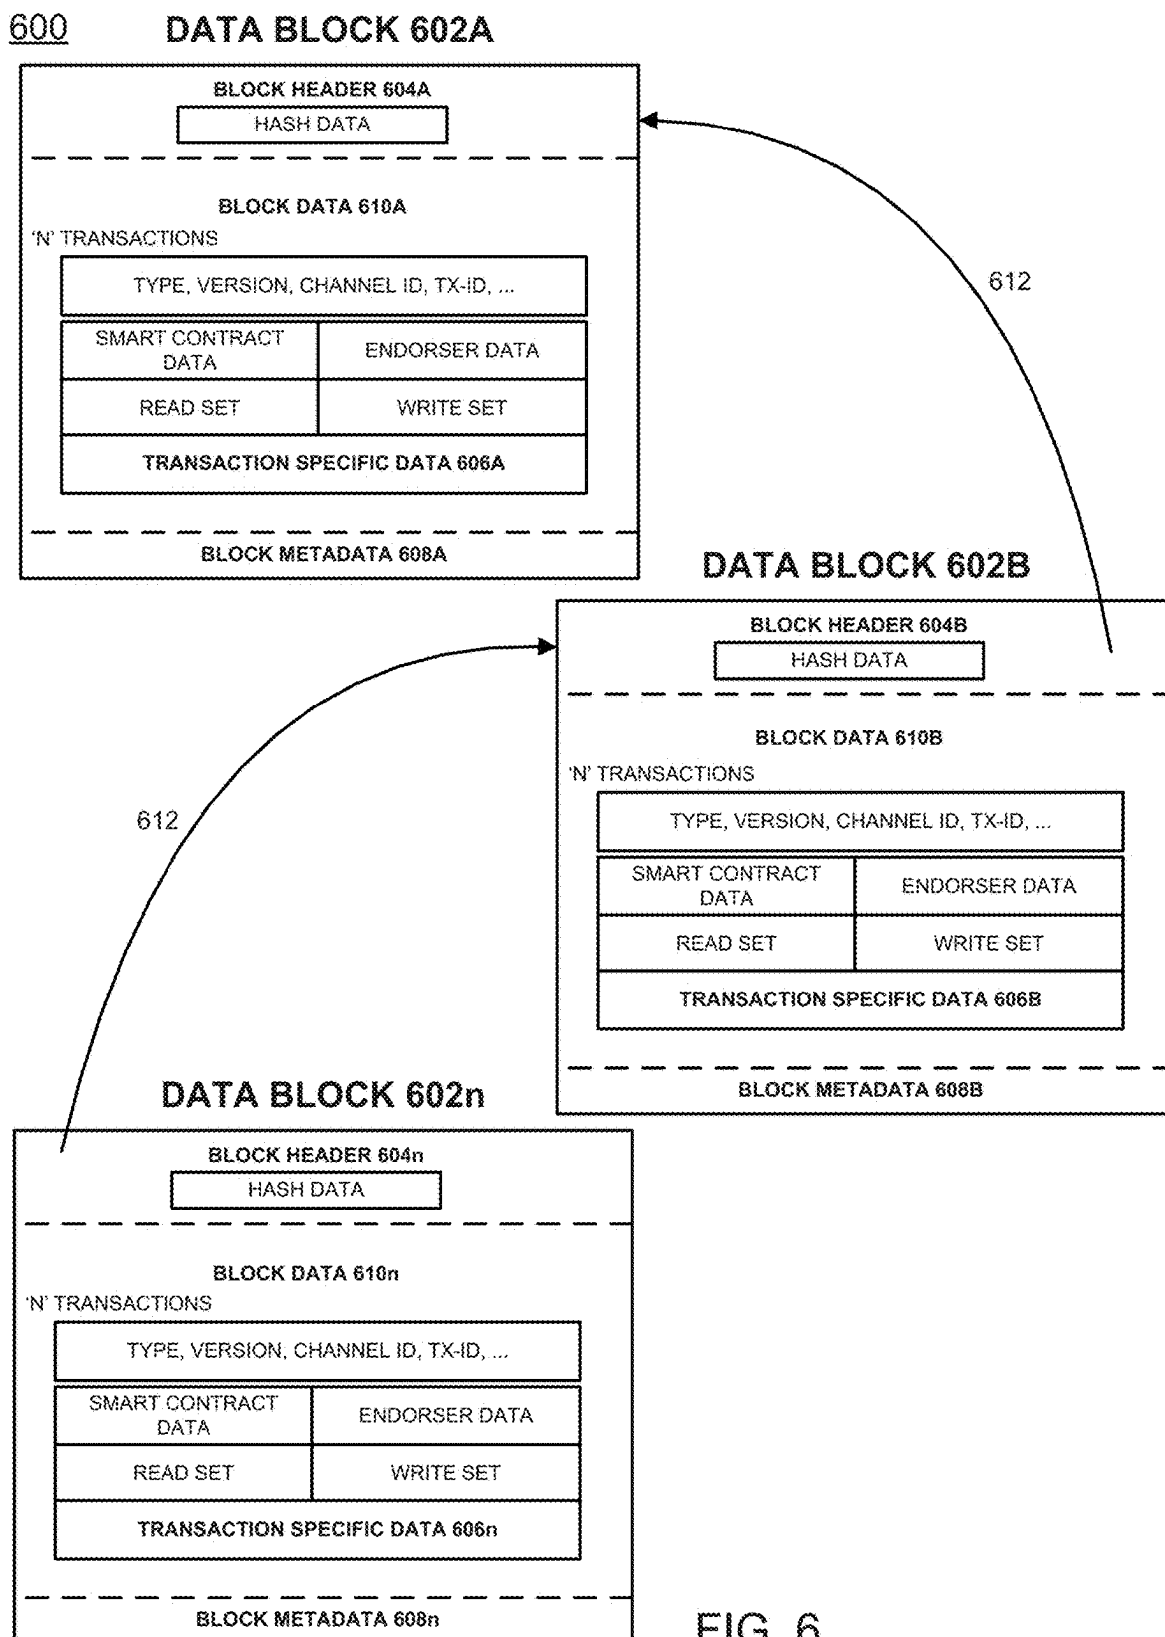 600
DATA BLOCK 602A
BLOCK HEADER 604A
HASH DATA
BLOCK DATA 610A
'N' TRANSACTIONS
TYPE, VERSION, CHANNEL ID, TX-ID, ...
SMART CONTRACT
DATA
ENDORSER DATA
READ SET
WRITE SET
TRANSACTION SPECIFIC DATA 606A
BLOCK METADATA 608A
612
DATA BLOCK 602B
BLOCK HEADER 604B
HASH DATA
BLOCK DATA 610B
'N' TRANSACTIONS
TYPE, VERSION, CHANNEL ID, TX-ID, ...
SMART CONTRACT
DATA
ENDORSER DATA
READ SET
WRITE SET
TRANSACTION SPECIFIC DATA 606B
BLOCK METADATA 608B
612
DATA BLOCK 602n
BLOCK HEADER 604n
HASH DATA
BLOCK DATA 610n
'N' TRANSACTIONS
TYPE, VERSION, CHANNEL ID, TX-ID, ...
SMART CONTRACT
DATA
ENDORSER DATA
READ SET
WRITE SET
TRANSACTION SPECIFIC DATA 606n
BLOCK METADATA 608n
FIG. 6